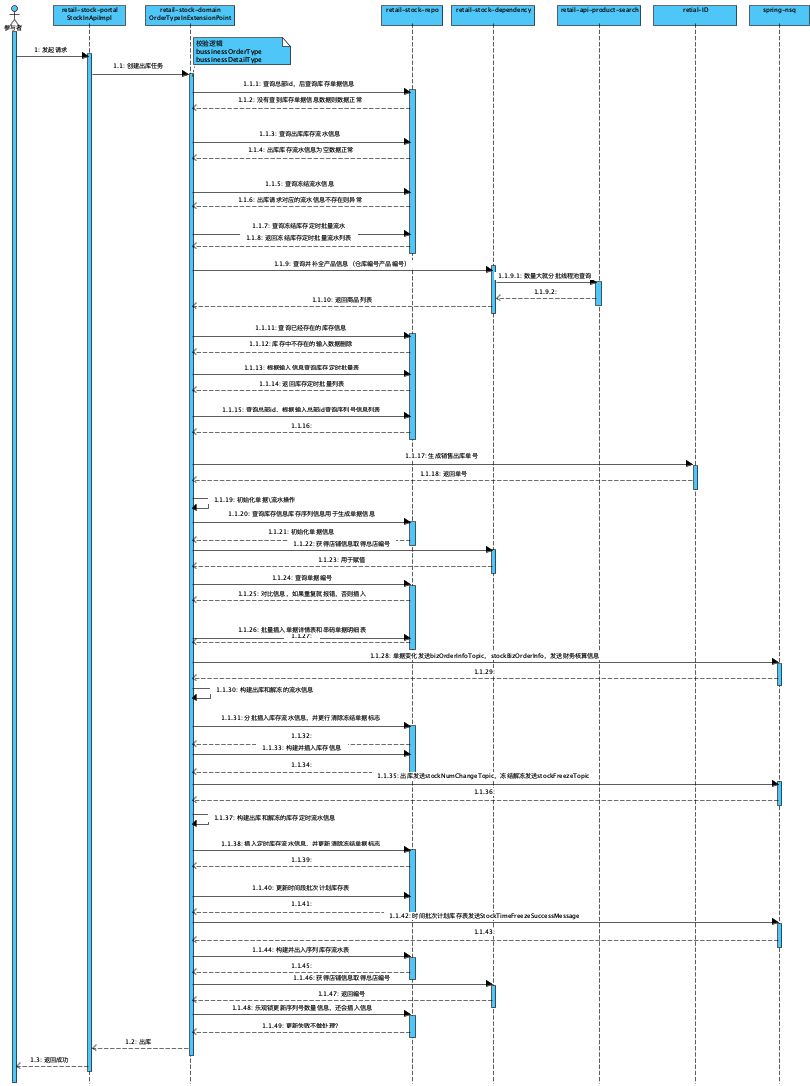 retail-stock-portal
StockInApiImpl
retail-stock-domain
OrderTypeInExtensionPoint
retail-stock-repo
retail-stock-dependency
retail-api-product-search
retial-ID
spring-nsq
参与者
校验逻辑
bussinessOrderType
bussinessDetailType
1: 发起请求
1.1: 创建出库任务
1.1.1: 查询总部id，后查询库存单据信息
1.1.2: 没有查到库存单据信息数据则数据正常
1.1.3: 查询出库库存流水信息
1.1.4: 出库库存流水信息为空数据正常
1.1.5: 查询冻结流水信息
1.1.6: 出库请求对应的流水信息不存在则异常
1.1.7: 查询冻结库存定时批量流水
1.1.8: 返回冻结库存定时批量流水列表
1.1.9: 查询并补全产品信息（仓库编号产品编号）
1.1.9.1: 数量大就分批线程池查询
1.1.9.2:
1.1.10: 返回商品列表
1.1.11: 查询已经存在的库存信息
1.1.12: 库存中不存在的输入数据删除
1.1.13: 根据输入信息查询库存定时批量表
1.1.14: 返回库存定时批量列表
1.1.15: 查询总部id，根据输入总部id查询序列号信息列表
1.1.16:
1.1.17: 生成销售出库单号
1.1.18: 返回单号
1.1.19: 初始化单据\流水操作
1.1.20: 查询库存信息库存序列信息用于生成单据信息
1.1.21: 初始化单据信息
1.1.22: 获得店铺信息取得总店编号
1.1.23: 用于赋值
1.1.24: 查询单据编号
1.1.25: 对比信息，如果重复就报错，否则插入
1.1.26: 批量插入单据详情表和串码单据明细表
1.1.27:
1.1.28: 单据变化发送bizOrderInfoTopic，stockBizOrderInfo，发送财务核算信息
1.1.29:
1.1.30: 构建出库和解冻的流水信息
1.1.31: 分批插入库存流水信息，并更行清除冻结单据标志
1.1.32:
1.1.33: 构建并插入库存信息
1.1.34:
1.1.35: 出库发送stockNumChangeTopic，冻结解冻发送stockFreezeTopic
1.1.36:
1.1.37: 构建出库和解冻的库存定时流水信息
1.1.38: 插入定时库存流水信息，并更新清除冻结单据标志
1.1.39:
1.1.40: 更新时间段批次计划库存表
1.1.41:
1.1.42: 时间批次计划库存表发送StockTimeFreezeSuccessMessage
1.1.43:
1.1.44: 构建并出入序列库存流水表
1.1.45:
1.1.46: 获得店铺信息取得总店编号
1.1.47: 返回编号
1.1.48: 乐观锁更新序列号数量信息，还会插入信息
1.1.49: 更新失败不做处理?
1.2: 出库
1.3: 返回成功